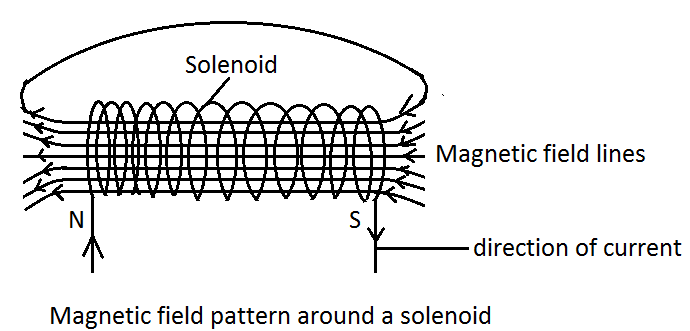 Solenoid
Magnetic field lines
N
S
direction of current
Magnetic field pattern around a solenoid